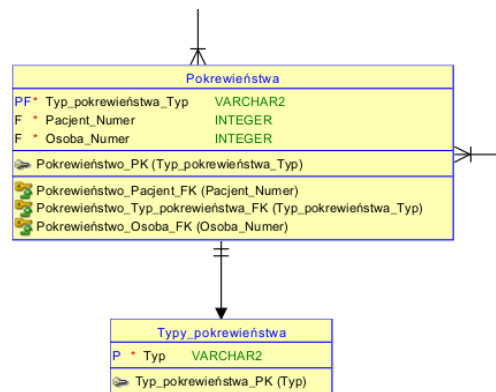 Pokrewieństwa
PF* Typ_pokrewieństwa_Typ VARCHAR2
F * Pacjent_Numer INTEGER
F * Osoba_Numer INTEGER
Pokrewieństwo_PK (Typ_pokrewieństwa_Typ)
Pokrewieństwo_Pacjent_FK (Pacjent_Numer)
Pokrewieństwo_Typ_pokrewieństwa_FK (Typ_pokrewieństwa_Typ)
Pokrewieństwo_Osoba_FK (Osoba_Numer)
Typy_pokrewieństwa
P * Typ VARCHAR2
Typ_pokrewieństwa_PK (Typ)